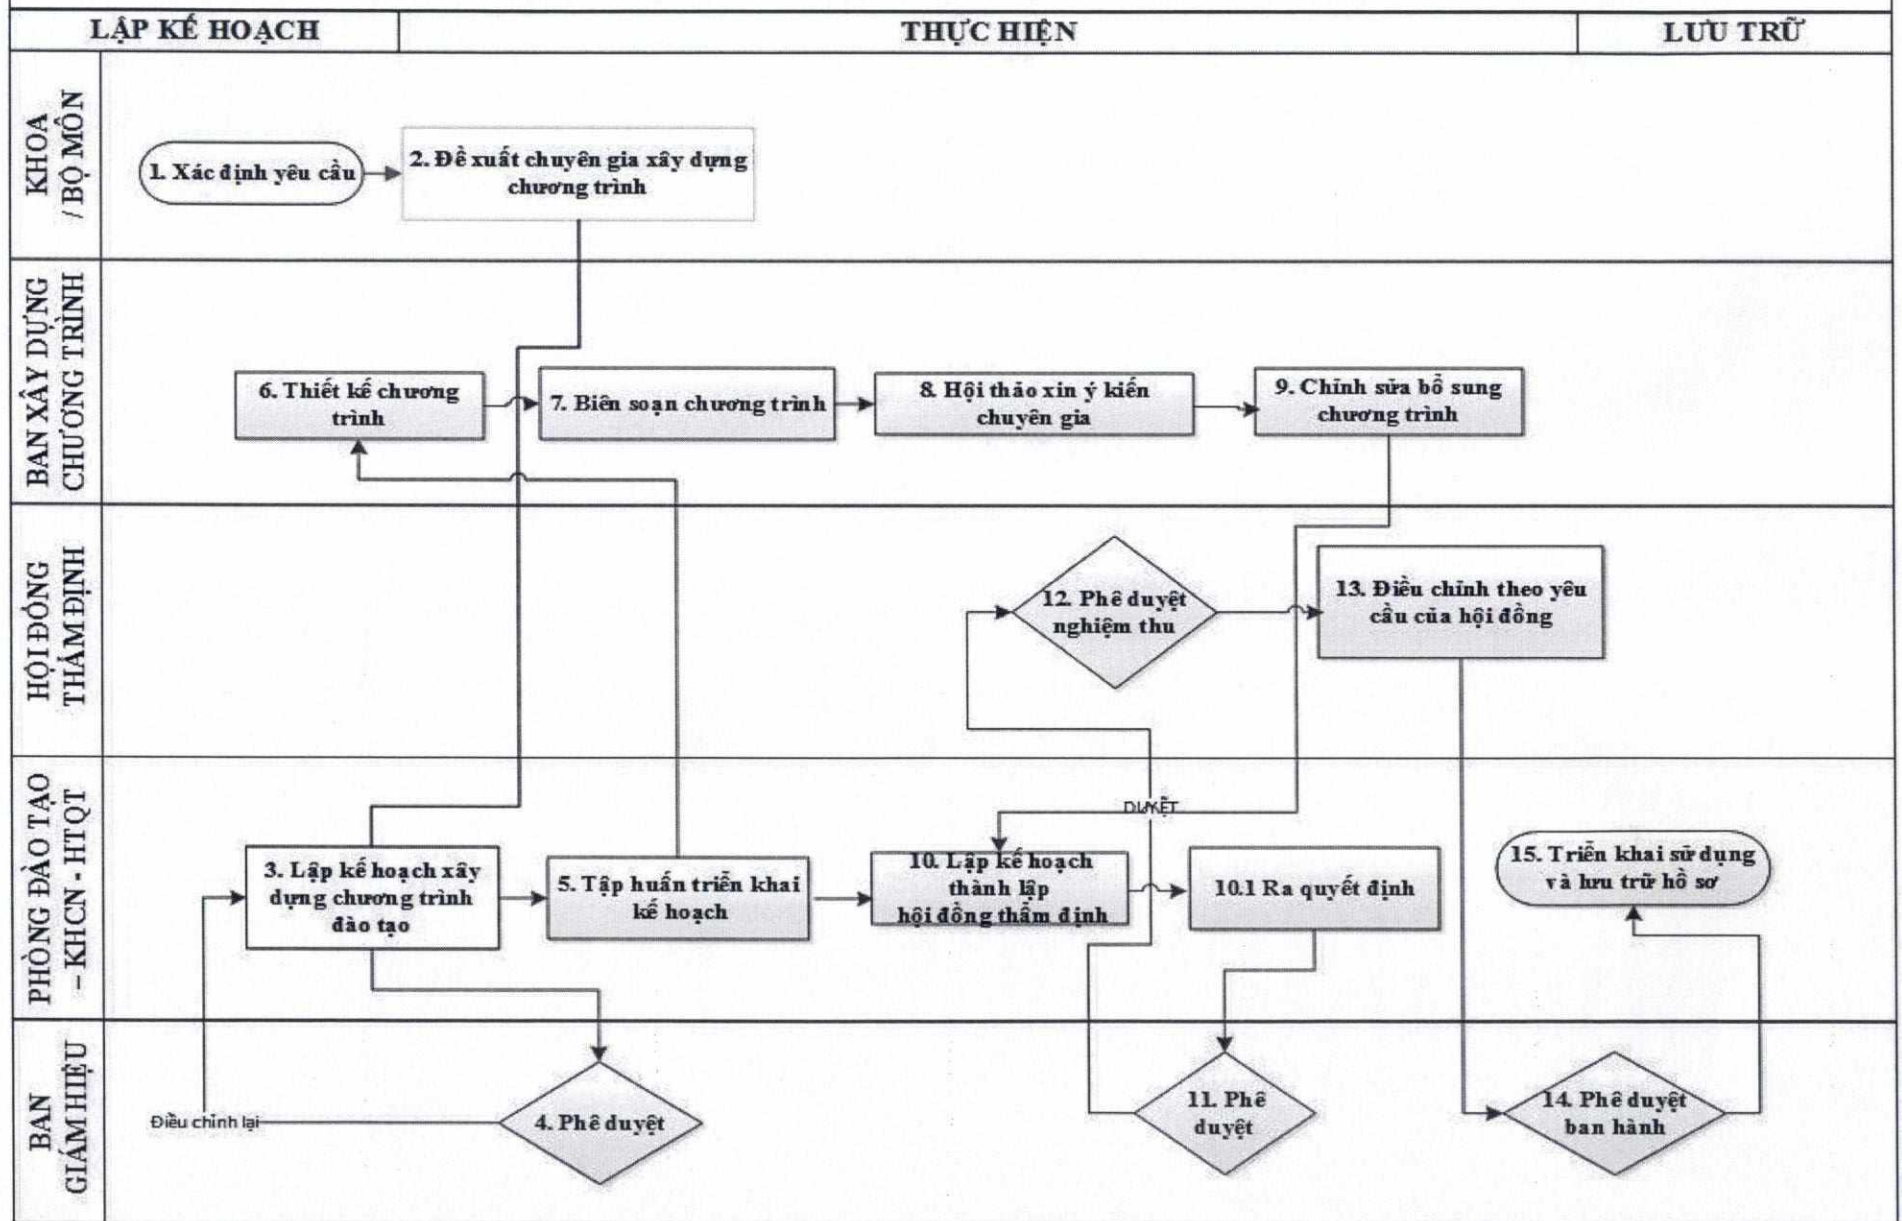 LẬP KẾ HOẠCH
THỰC HIỆN
LƯU TRỮ
KHOA
/ BỘ MÔN
1. Xác định yêu cầu
2. Đề xuất chuyên gia xây dựng
chương trình
BAN XÂY DỰNG
CHƯƠNG TRÌNH
6. Thiết kế chương
trình
7. Biên soạn chương trình
8. Hội thảo xin ý kiến
chuyên gia
9. Chỉnh sửa bổ sung
chương trình
HỘI ĐỒNG
THẨM ĐỊNH
12. Phê duyệt
nghiệm thu
13. Điều chỉnh theo yêu
cầu của hội đồng
PHÒNG ĐÀO TẠO
– KHCN - HTQT
DUYỆT
3. Lập kế hoạch xây
dựng chương trình
đào tạo
5. Tập huấn triển khai
kế hoạch
10. Lập kế hoạch
thành lập
hội đồng thẩm định
10.1 Ra quyết định
15. Triển khai sử dụng
và lưu trữ hồ sơ
BAN
GIÁM HIỆU
Điều chỉnh lại
4. Phê duyệt
11. Phê
duyệt
14. Phê duyệt
ban hành